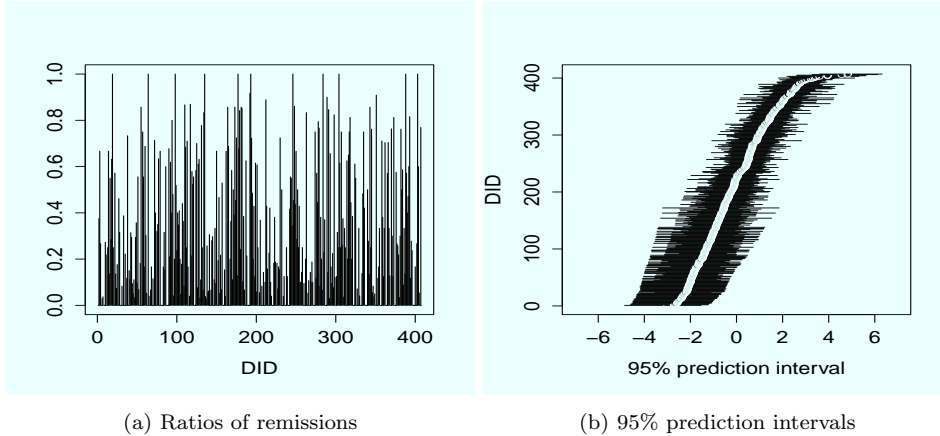 0.0 0.2 0.4 0.6 0.8 1.0
0 100 200 300 400
DID
(a) Ratios of remissions
DID
0 100 200 300 400
−6 −4 −2 0 2 4 6
95% prediction interval
(b) 95% prediction intervals